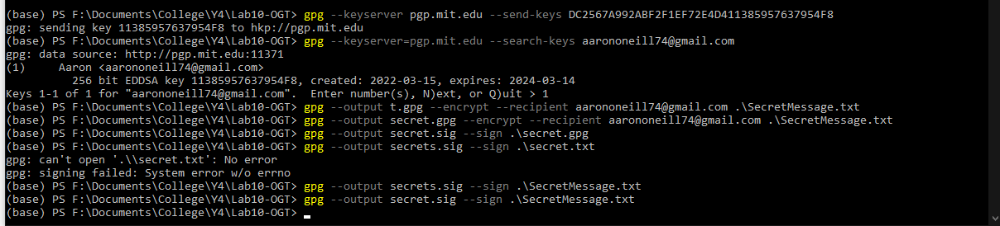 (base) PS F:\Documents\College\Y4\Lab10-OGT> gpg --keyserver pgp.mit.edu --send-keys DC2567A992ABF2F1EF72E4D411385957637954F8
gpg: sending key 11385957637954F8 to hkp://pgp.mit.edu
(base) PS F:\Documents\College\Y4\Lab10-OGT> gpg --keyserver=pgp.mit.edu --search-keys aarononeill74@gmail.com
gpg: data source: http://pgp.mit.edu:11371
(1)     Aaron <aarononeill74@gmail.com>
          256 bit EDDSA key 11385957637954F8, created: 2022-03-15, expires: 2024-03-14
Keys 1-1 of 1 for "aarononeill74@gmail.com".  Enter number(s), N)ext, or Q)uit > 1
(base) PS F:\Documents\College\Y4\Lab10-OGT> gpg --output t.gpg --encrypt --recipient aarononeill74@gmail.com .\SecretMessage.txt
(base) PS F:\Documents\College\Y4\Lab10-OGT> gpg --output secret.gpg --encrypt --recipient aarononeill74@gmail.com .\SecretMessage.txt
(base) PS F:\Documents\College\Y4\Lab10-OGT> gpg --output secret.sig --sign .\secret.gpg
(base) PS F:\Documents\College\Y4\Lab10-OGT> gpg --output secrets.sig --sign .\secret.txt
gpg: can't open '.\\secret.txt': No error
gpg: signing failed: System error w/o errno
(base) PS F:\Documents\College\Y4\Lab10-OGT> gpg --output secrets.sig --sign .\SecretMessage.txt
(base) PS F:\Documents\College\Y4\Lab10-OGT> gpg --output secret.sig --sign .\SecretMessage.txt
(base) PS F:\Documents\College\Y4\Lab10-OGT>